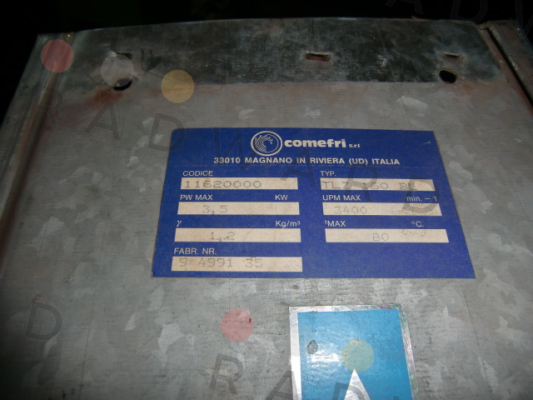 comefri s.r.l
33010 MAGNANO IN RIVIERA (UD) ITALIA
CODICE TYP.
11620000
PW MAX KW UPM MAX min. – 1
3,5 3400
γ Kg/m³ °MAX °C.
1,2 80
FABR. NR.